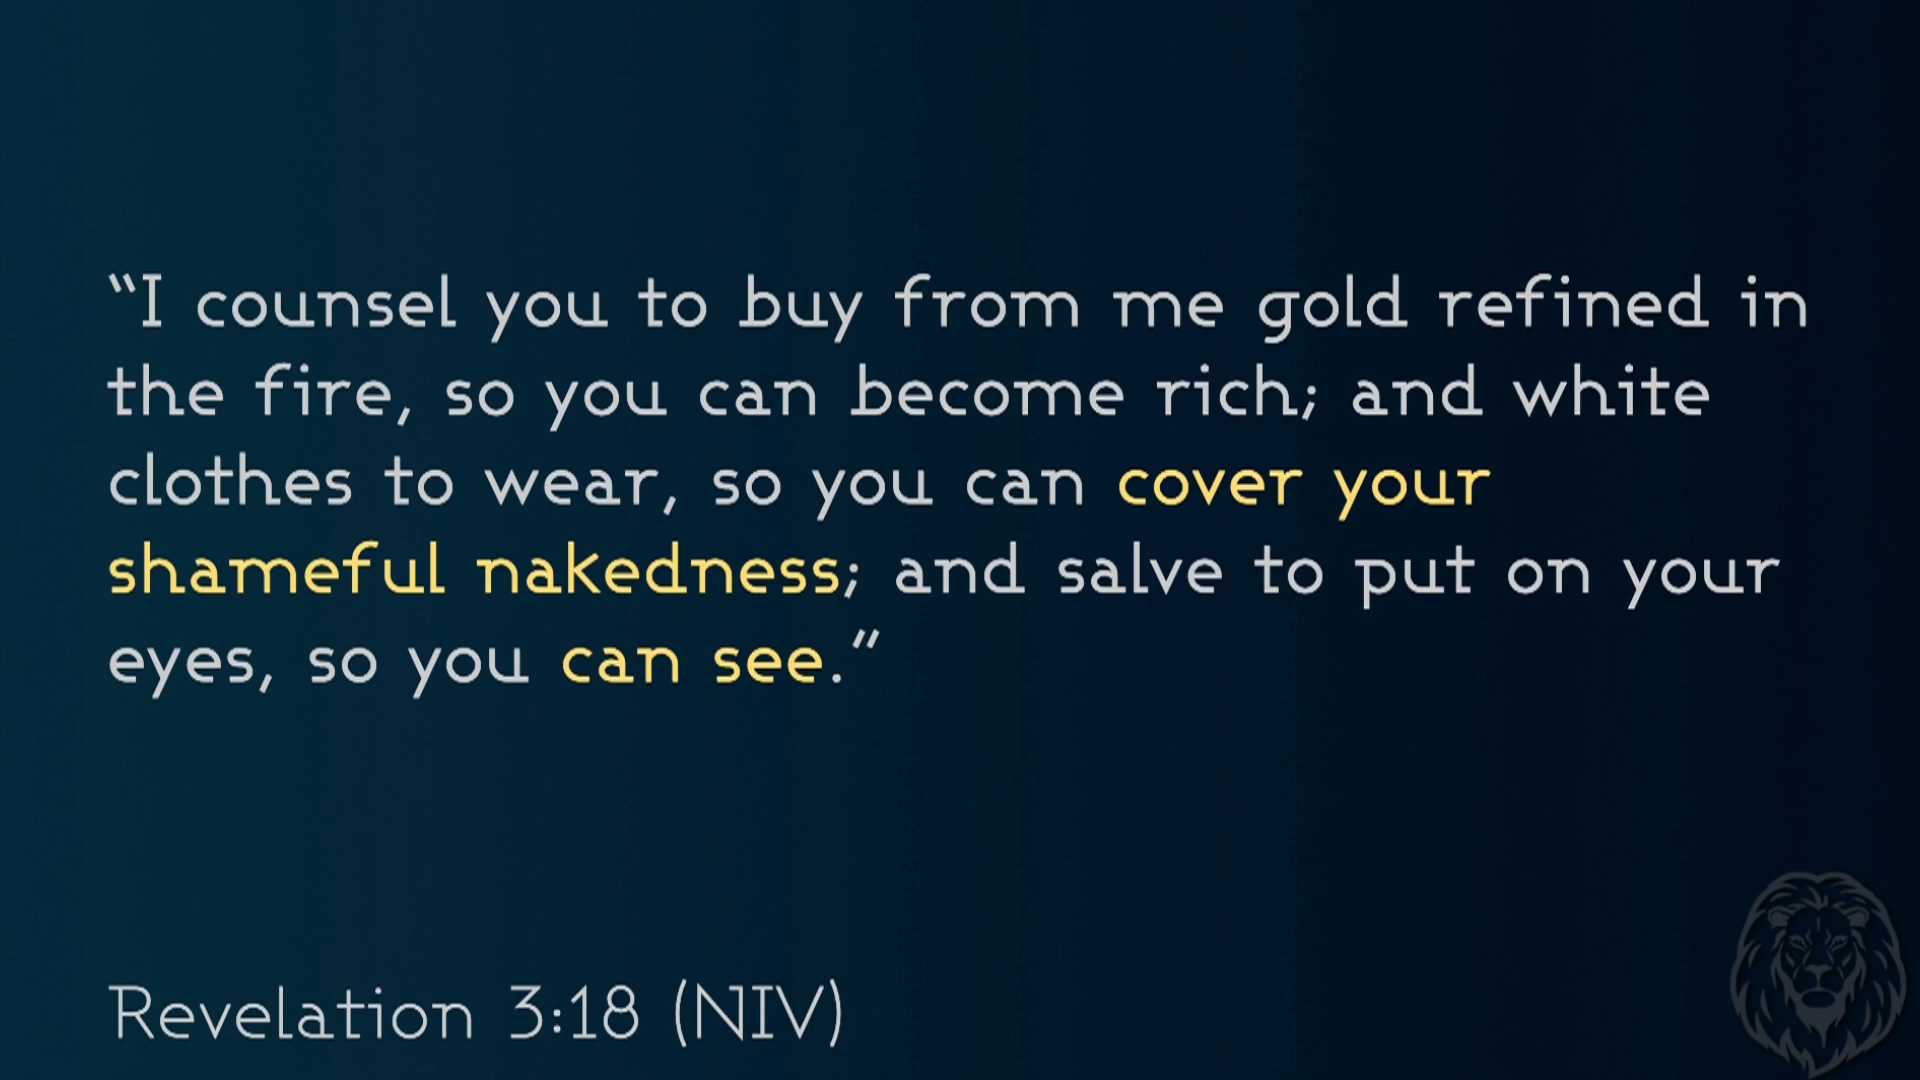 “I counsel you to buy from me gold refined in
the fire, so you can become rich; and white
clothes to wear, so you can cover your
shameful nakedness; and salve to put on your
eyes, so you can see.”
Revelation 3:18 (NIV)